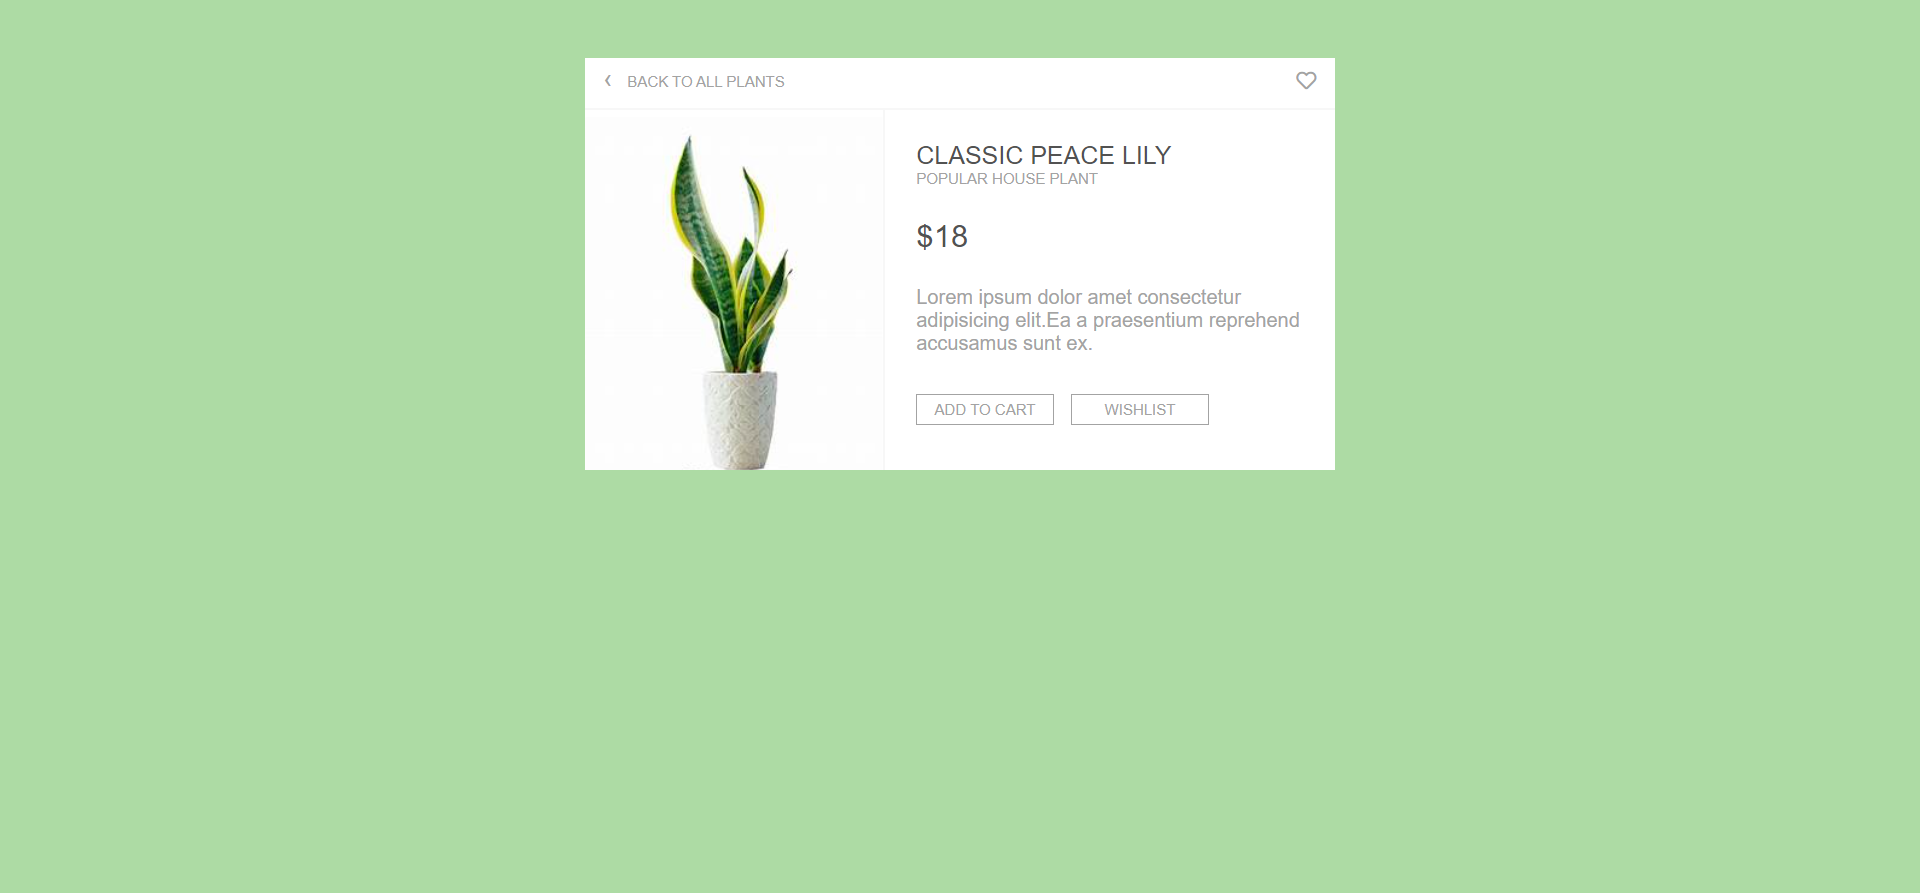 BACK TO ALL PLANTS
CLASSIC PEACE LILY
POPULAR HOUSE PLANT
$18
Lorem ipsum dolor amet consectetur
adipisicing elit.Ea a praesentium reprehend
accusamus sunt ex.
ADD TO CART
WISHLIST